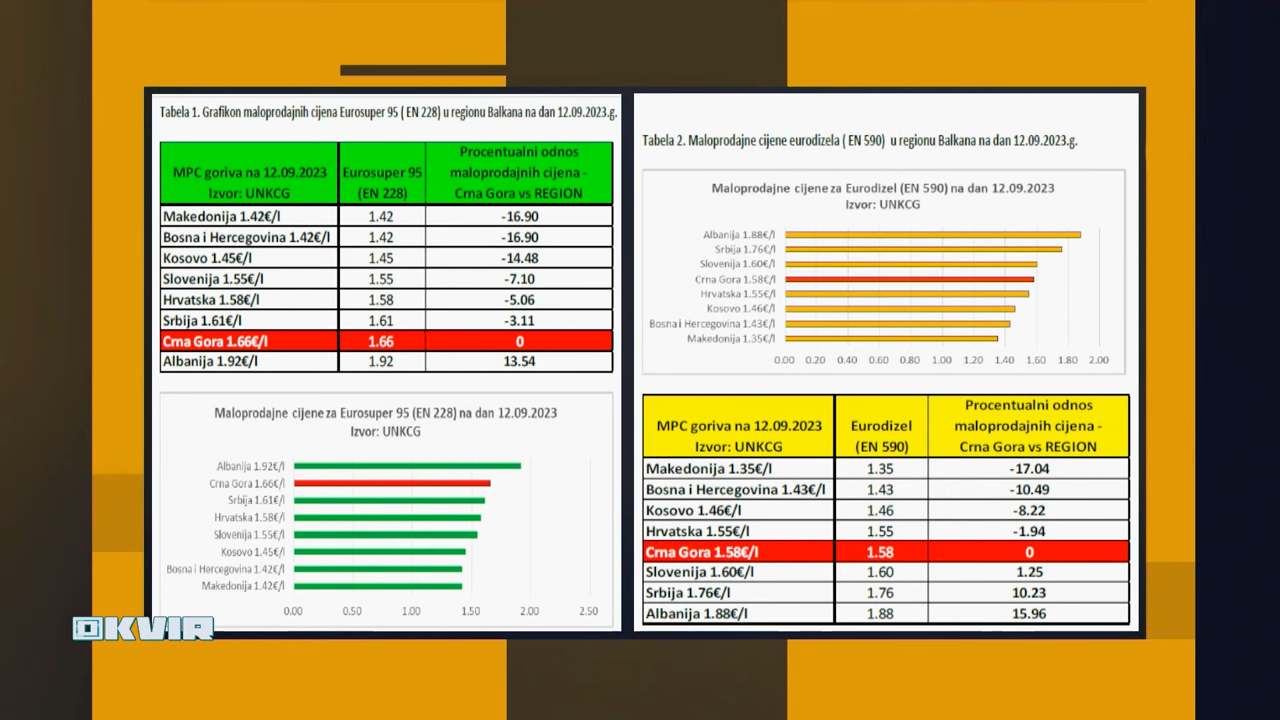 Tabela 1. Grafikon maloprodajnih cijena Eurosuper 95 ( EN 228) u regionu Balkana na dan 12.09.2023.g.
MPC goriva na 12.09.2023
Izvor: UNKCG
Eurosuper 95
(EN 228)
Procentualni odnos
maloprodajnih cijena -
Crna Gora vs REGION
Makedonija 1.42€/l 1.42 -16.90
Bosna i Hercegovina 1.42€/l 1.42 -16.90
Kosovo 1.45€/l 1.45 -14.48
Slovenija 1.55€/l 1.55 -7.10
Hrvatska 1.58€/l 1.58 -5.06
Srbija 1.61€/l 1.61 -3.11
Crna Gora 1.66€/l 1.66 0
Albanija 1.92€/l 1.92 13.54
Maloprodajne cijene za Eurosuper 95 (EN 228) na dan 12.09.2023
Izvor: UNKCG
Albanija 1.92€/l
Crna Gora 1.66€/l
Srbija 1.61€/l
Hrvatska 1.58€/l
Slovenija 1.55€/l
Kosovo 1.45€/l
Bosna i Hercegovina 1.42€/l
Makedonija 1.42€/l
0.00 0.50 1.00 1.50 2.00 2.50
Tabela 2. Maloprodajne cijene eurodizela ( EN 590) u regionu Balkana na dan 12.09.2023.g.
Maloprodajne cijene za Eurodizel (EN 590) na dan 12.09.2023
Izvor: UNKCG
Albanija 1.88€/l
Srbija 1.76€/l
Slovenija 1.60€/l
Crna Gora 1.58€/l
Hrvatska 1.55€/l
Kosovo 1.46€/l
Bosna i Hercegovina 1.43€/l
Makedonija 1.35€/l
0.00 0.20 0.40 0.60 0.80 1.00 1.20 1.40 1.60 1.80 2.00
MPC goriva na 12.09.2023
Izvor: UNKCG
Eurodizel
(EN 590)
Procentualni odnos
maloprodajnih cijena -
Crna Gora vs REGION
Makedonija 1.35€/l 1.35 -17.04
Bosna i Hercegovina 1.43€/l 1.43 -10.49
Kosovo 1.46€/l 1.46 -8.22
Hrvatska 1.55€/l 1.55 -1.94
Crna Gora 1.58€/l 1.58 0
Slovenija 1.60€/l 1.60 1.25
Srbija 1.76€/l 1.76 10.23
Albanija 1.88€/l 1.88 15.96
OKVIR